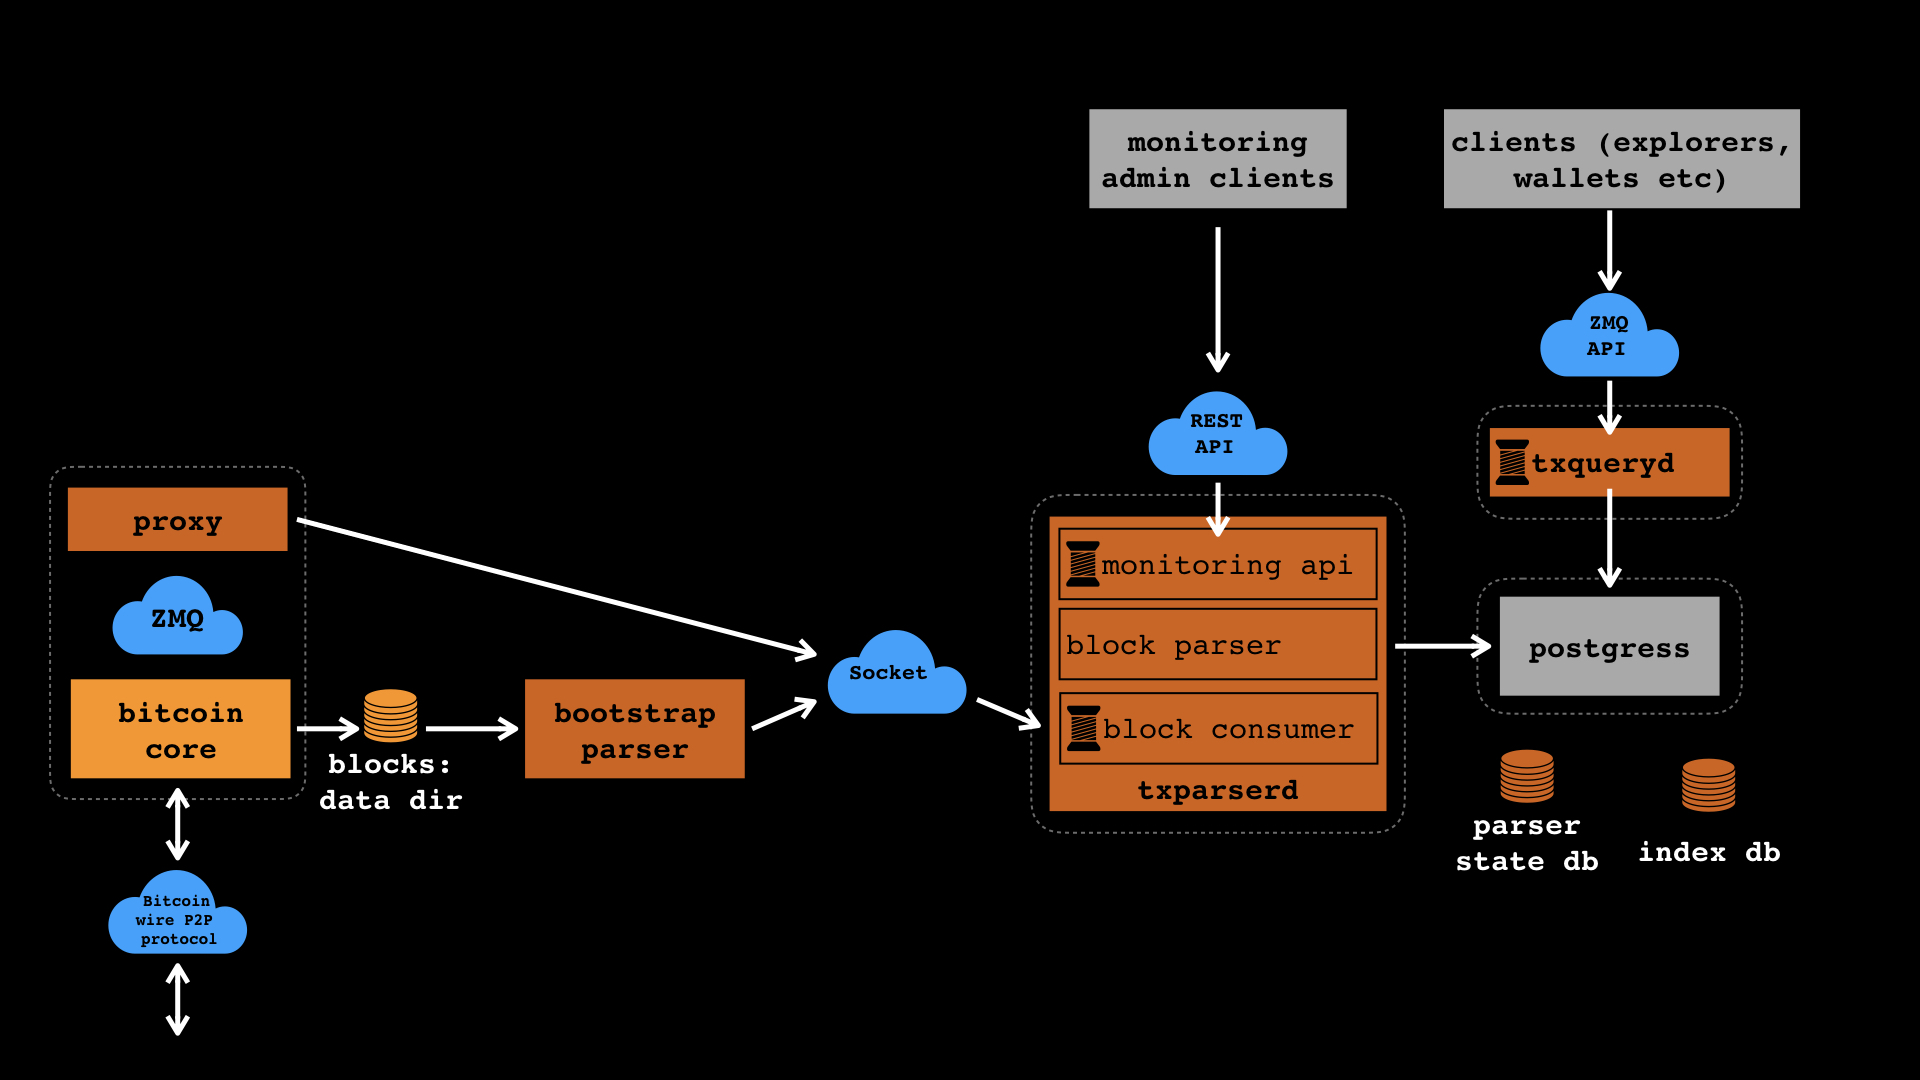 monitoring
admin clients
clients (explorers,
wallets etc)
ZMQ
API
REST
API
txqueryd
proxy
ZMQ
bitcoin
core
blocks:
data dir
bootstrap
parser
Socket
monitoring api
block parser
block consumer
txparserd
postgress
parser
state db
index db
Bitcoin
wire P2P
protocol